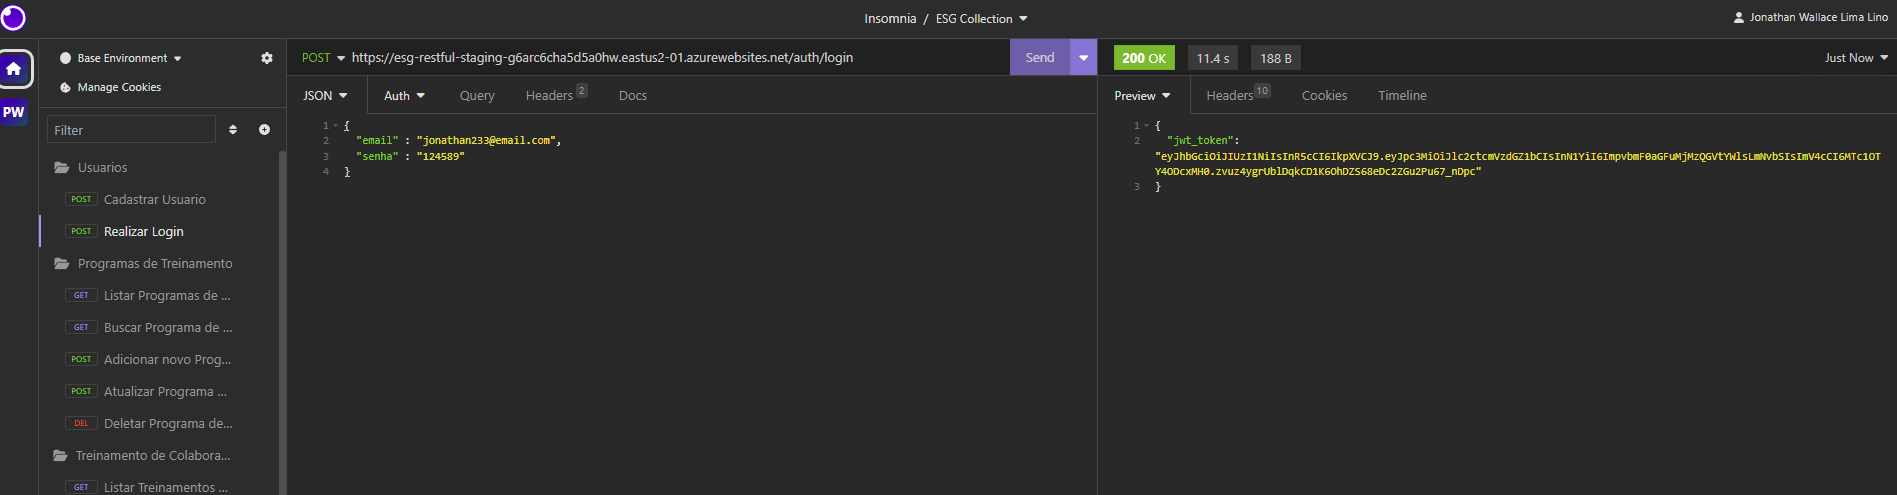 Insomnia / ESG Collection
Jonathan Wallace Lima Lino
PW
Base Environment
Manage Cookies
Filter
Usuarios
POST Cadastrar Usuario
POST Realizar Login
Programas de Treinamento
GET Listar Programas de ...
GET Buscar Programa de ...
POST Adicionar novo Prog...
POST Atualizar Programa ...
DEL Deletar Programa de...
Treinamento de Colabora...
GET Listar Treinamentos ...
POST https://esg-restful-staging-g6arc6cha5d5a0hw.eastus2-01.azurewebsites.net/auth/login
Send
JSON Auth Query Headers 2 Docs
1 {
2 "email" : "jonathan233@email.com",
3 "senha" : "124589"
4 }
200 OK 11.4 s 188 B Just Now
Preview Headers 10 Cookies Timeline
1 {
2 "jwt_token":
"eyJhbGciOiJIUzI1NiIsInR5cCI6IkpXVCJ9.eyJpc3MiOiJlc2ctcmVzdGZ1bCIsInN1YiI6ImpvbmF0aGFuMjMzQGVtYWlsLmNvbSIsImV4cCI6MTc1OT
Y4ODcxMH0.zvuz4ygrUblDqkCD1K6OhDZS68eDc2ZGu2Pu67_nDpc"
3 }